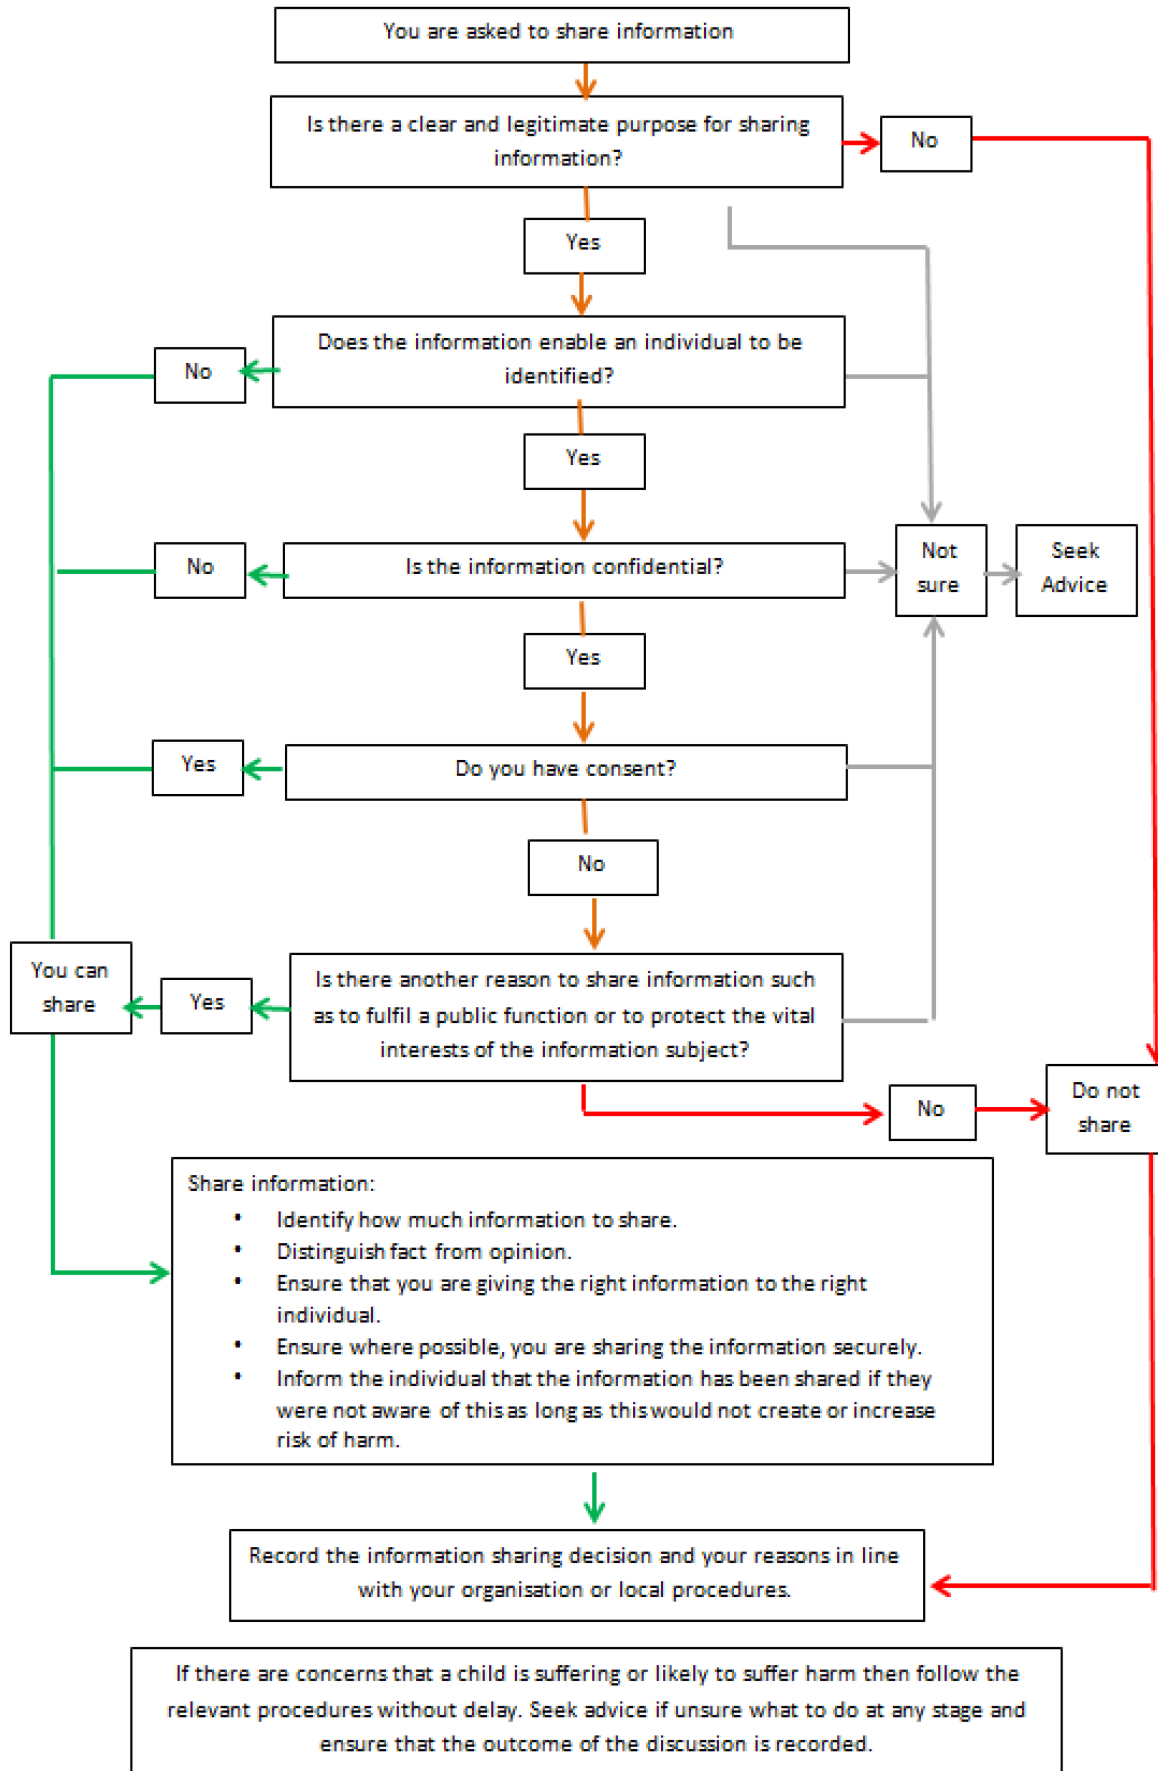 You are asked to share information
Is there a clear and legitimate purpose for sharing
information?
No
Yes
Does the information enable an individual to be
identified?
No
Yes
Is the information confidential?
No
Not
sure
Seek
Advice
Yes
Do you have consent?
Yes
No
Is there another reason to share information such
as to fulfil a public function or to protect the vital
interests of the information subject?
Yes
You can
share
No
Do not
share
Share information:
• Identify how much information to share.
• Distinguish fact from opinion.
• Ensure that you are giving the right information to the right
individual.
• Ensure where possible, you are sharing the information securely.
• Inform the individual that the information has been shared if they
were not aware of this as long as this would not create or increase
risk of harm.
Record the information sharing decision and your reasons in line
with your organisation or local procedures.
If there are concerns that a child is suffering or likely to suffer harm then follow the
relevant procedures without delay. Seek advice if unsure what to do at any stage and
ensure that the outcome of the discussion is recorded.